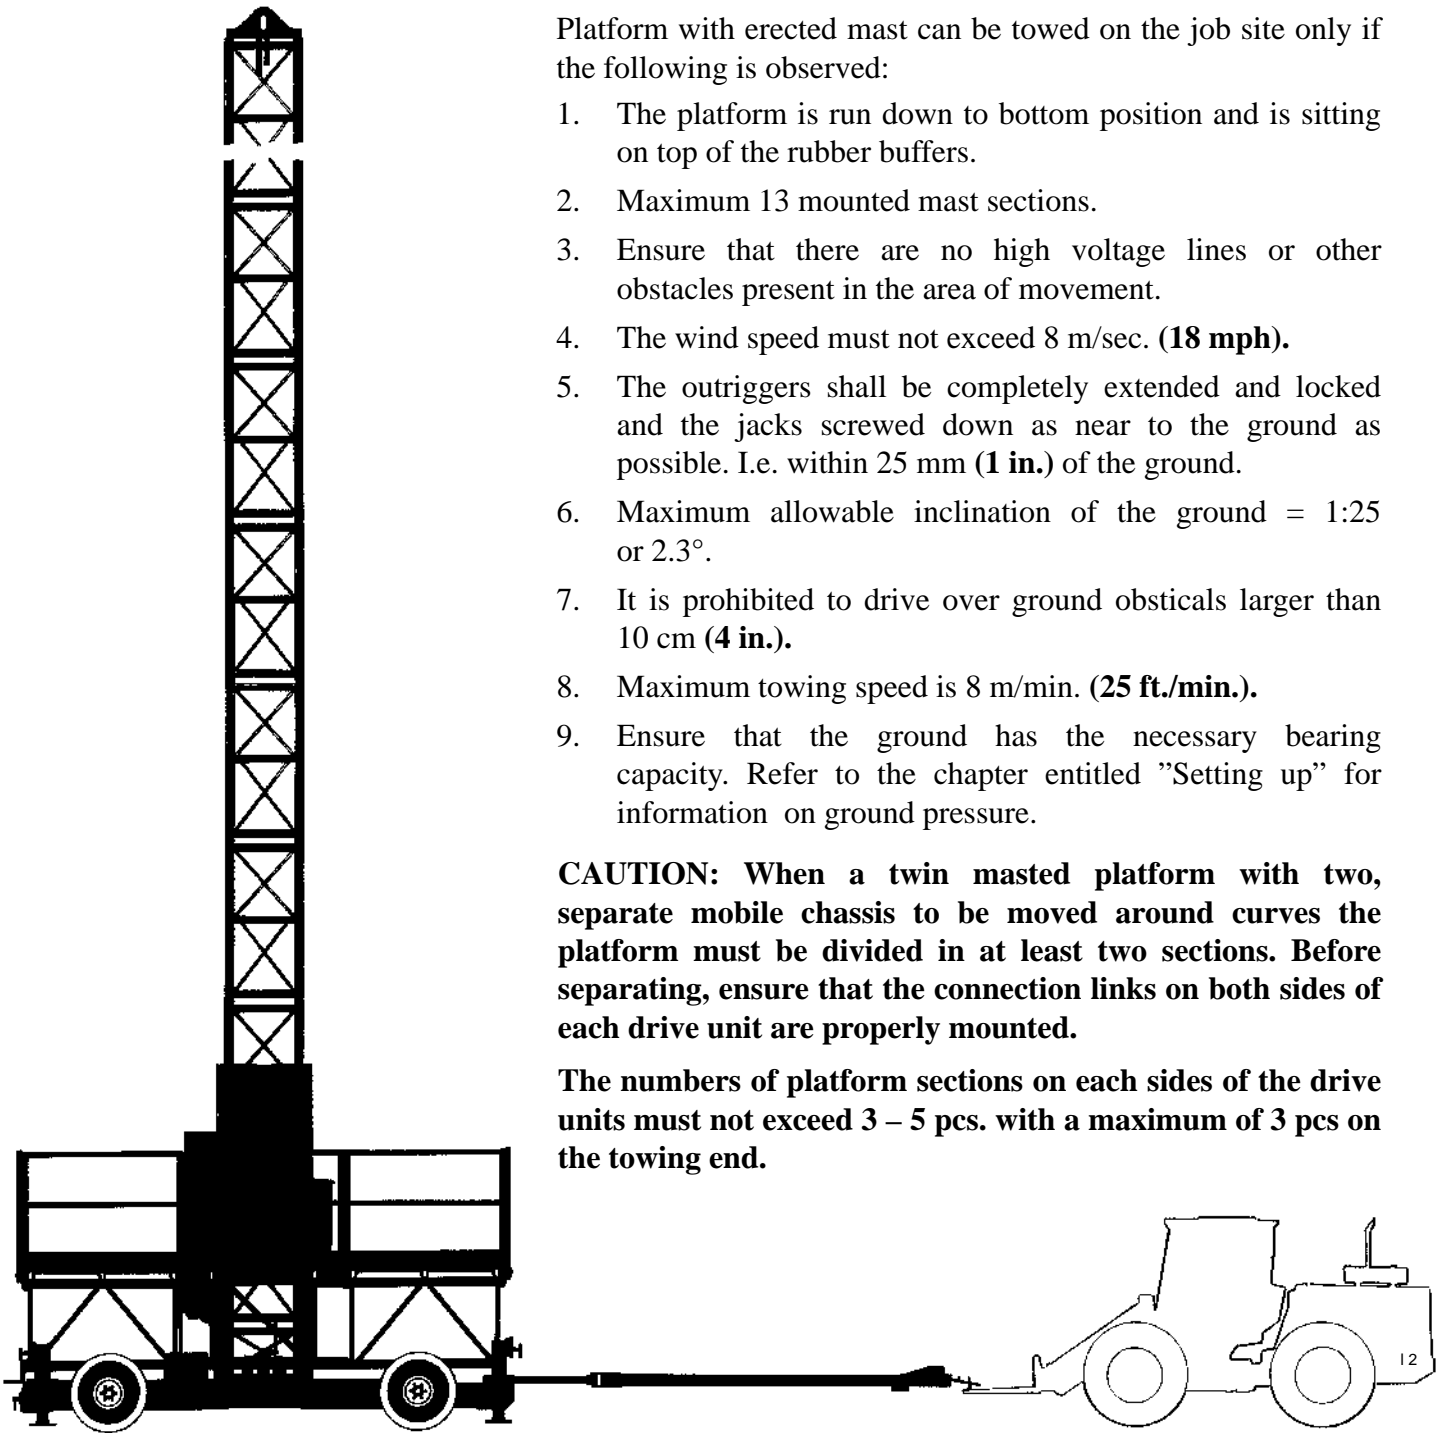 Platform with erected mast can be towed on the job site only if
the following is observed:
1. The platform is run down to bottom position and is sitting
on top of the rubber buffers.
2. Maximum 13 mounted mast sections.
3. Ensure that there are no high voltage lines or other
obstacles present in the area of movement.
4. The wind speed must not exceed 8 m/sec. (18 mph).
5. The outriggers shall be completely extended and locked
and the jacks screwed down as near to the ground as
possible. I.e. within 25 mm (1 in.) of the ground.
6. Maximum allowable inclination of the ground = 1:25
or 2.3°.
7. It is prohibited to drive over ground obsticals larger than
10 cm (4 in.).
8. Maximum towing speed is 8 m/min. (25 ft./min.).
9. Ensure that the ground has the necessary bearing
capacity. Refer to the chapter entitled ”Setting up” for
information on ground pressure.
CAUTION: When a twin masted platform with two,
separate mobile chassis to be moved around curves the
platform must be divided in at least two sections. Before
separating, ensure that the connection links on both sides of
each drive unit are properly mounted.
The numbers of platform sections on each sides of the drive
units must not exceed 3 – 5 pcs. with a maximum of 3 pcs on
the towing end.
I 2